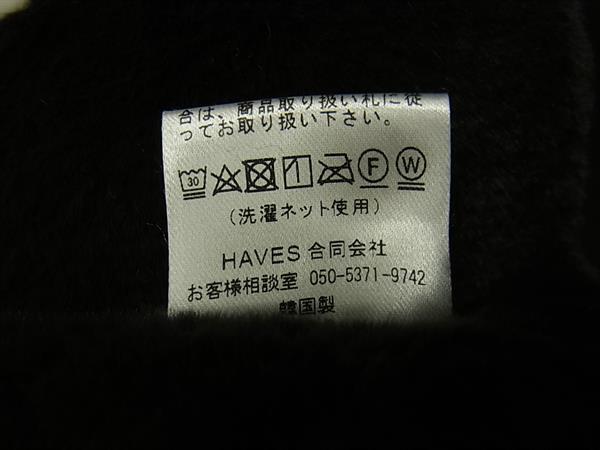 合は、商品取り扱い札に従
ってお取り扱い下さい。
30 F W
（洗濯ネット使用）
HAVES 合同会社
お客様相談室 050-5371-9742
韓国製